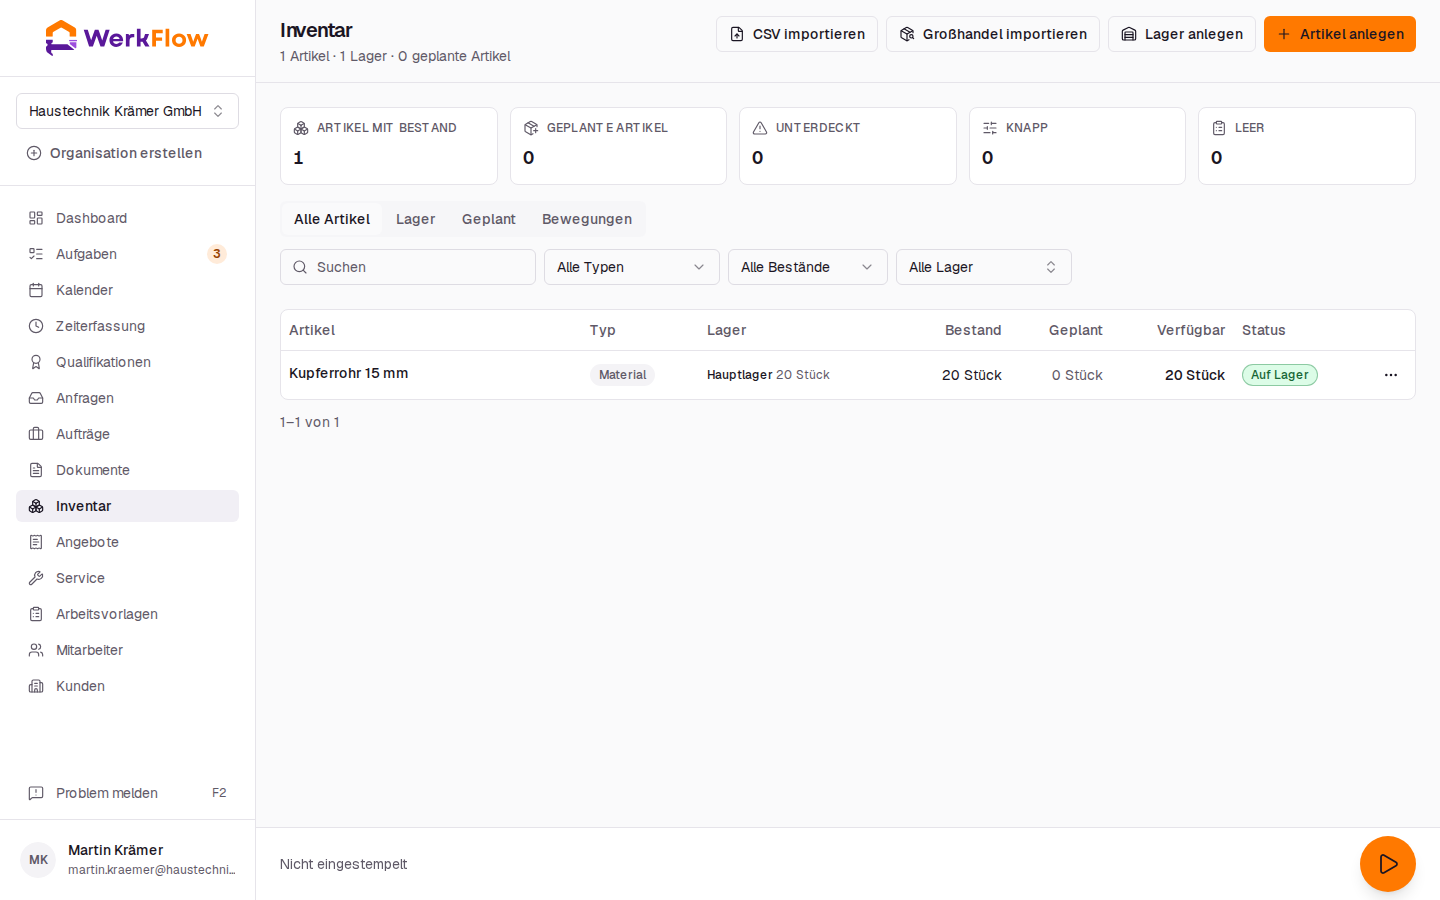 WerkFlow
Haustechnik Krämer GmbH
Organisation erstellen
Dashboard
Aufgaben 3
Kalender
Zeiterfassung
Qualifikationen
Anfragen
Aufträge
Dokumente
Inventar
Angebote
Service
Arbeitsvorlagen
Mitarbeiter
Kunden
Problem melden F2
MK
Martin Krämer
martin.kraemer@haustechni...
Inventar
1 Artikel · 1 Lager · 0 geplante Artikel
CSV importieren
Großhandel importieren
Lager anlegen
Artikel anlegen
ARTIKEL MIT BESTAND
1
GEPLANTE ARTIKEL
0
UNTERDECKT
0
KNAPP
0
LEER
0
Alle Artikel Lager Geplant Bewegungen
Suchen
Alle Typen
Alle Bestände
Alle Lager
Artikel Typ Lager Bestand Geplant Verfügbar Status
Kupferrohr 15 mm Material Hauptlager 20 Stück 20 Stück 0 Stück 20 Stück Auf Lager
1–1 von 1
Nicht eingestempelt